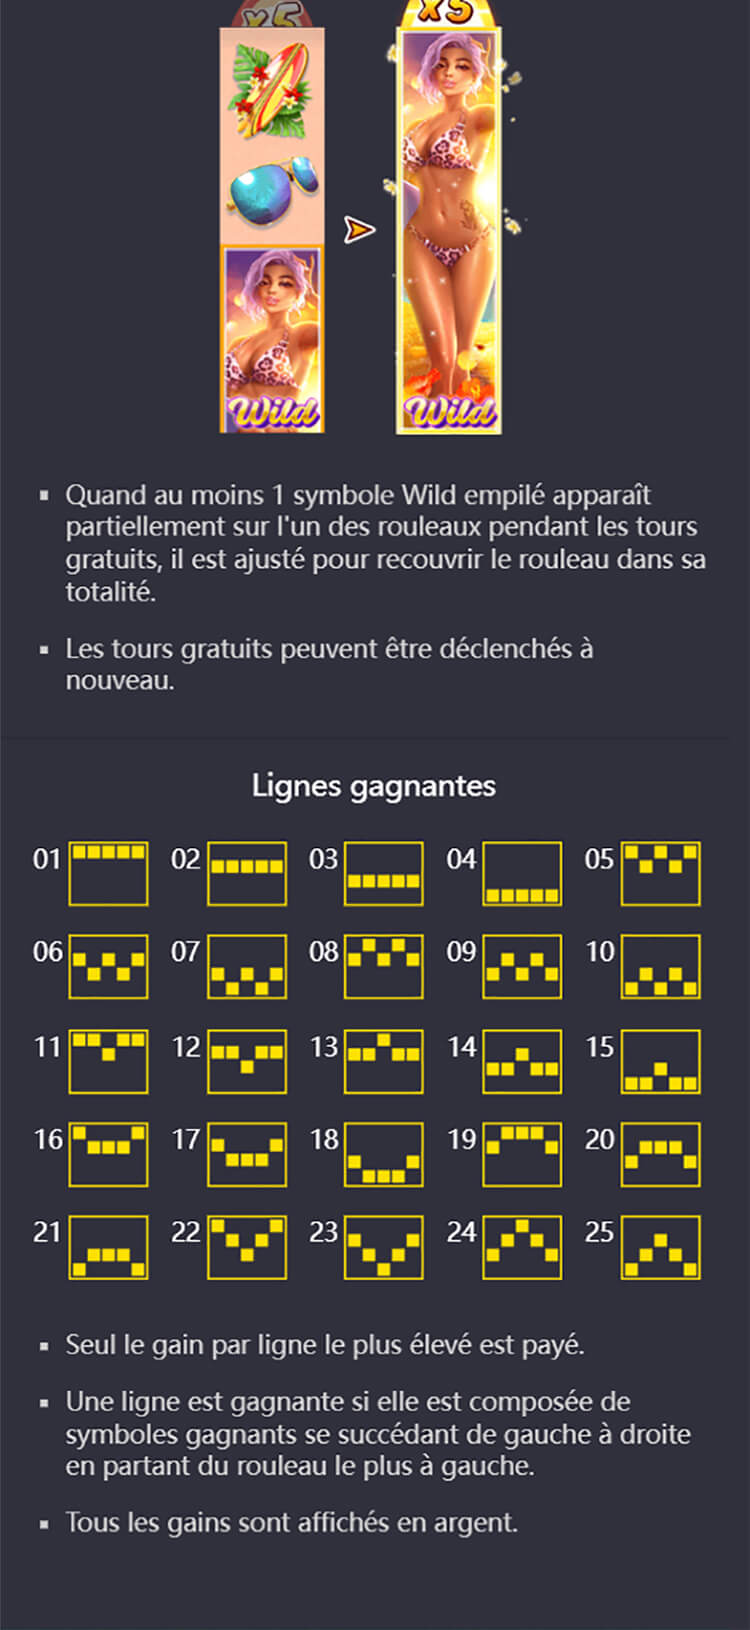 x5 x5
Wild Wild
▪ Quand au moins 1 symbole Wild empilé apparaît
partiellement sur l'un des rouleaux pendant les tours
gratuits, il est ajusté pour recouvrir le rouleau dans sa
totalité.
▪ Les tours gratuits peuvent être déclenchés à
nouveau.
Lignes gagnantes
01 02 03 04 05
06 07 08 09 10
11 12 13 14 15
16 17 18 19 20
21 22 23 24 25
▪ Seul le gain par ligne le plus élevé est payé.
▪ Une ligne est gagnante si elle est composée de
symboles gagnants se succédant de gauche à droite
en partant du rouleau le plus à gauche.
▪ Tous les gains sont affichés en argent.